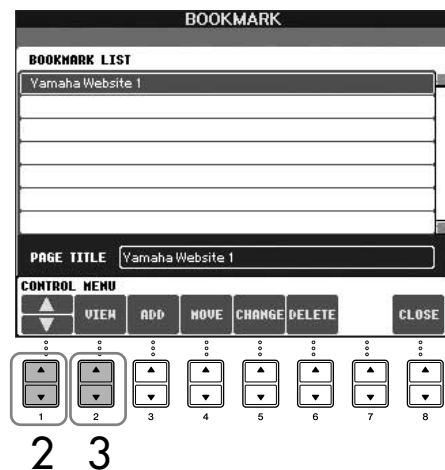 BOOKMARK
BOOKMARK LIST
Yamaha Website 1
PAGE TITLE Yamaha Website 1
CONTROL MENU
VIEW ADD MOVE CHANGE DELETE CLOSE
1 2 3 4 5 6 7 8
2 3